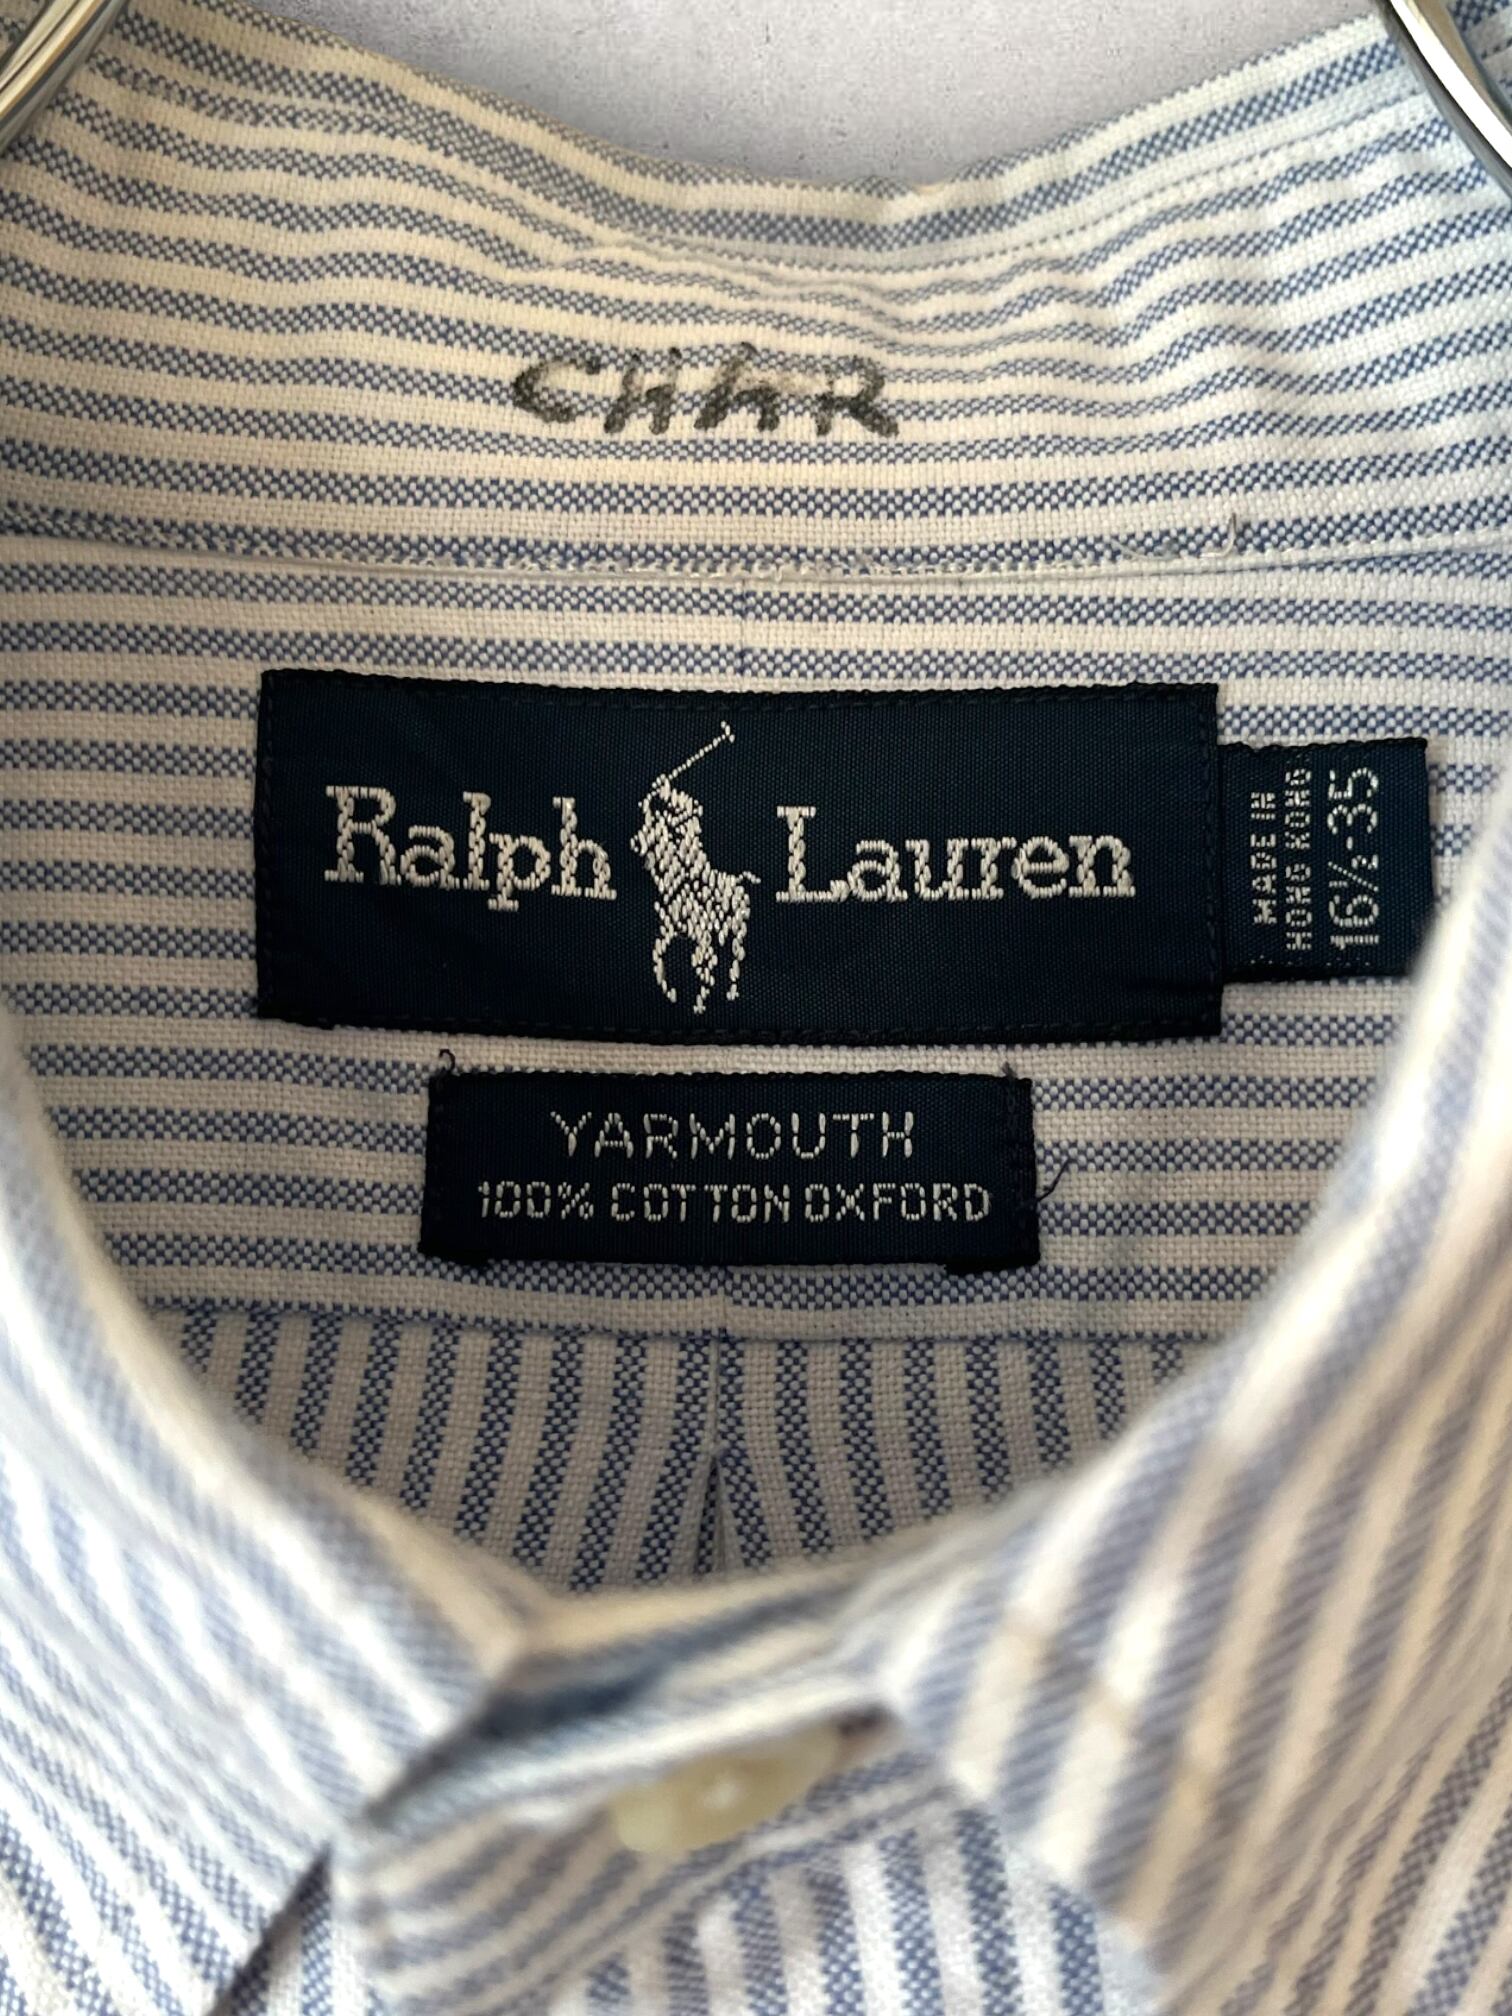 CHAR
Ralph Lauren
MADE IN
HONG KONG
16½-35
YARMOUTH
100% COTTON OXFORD